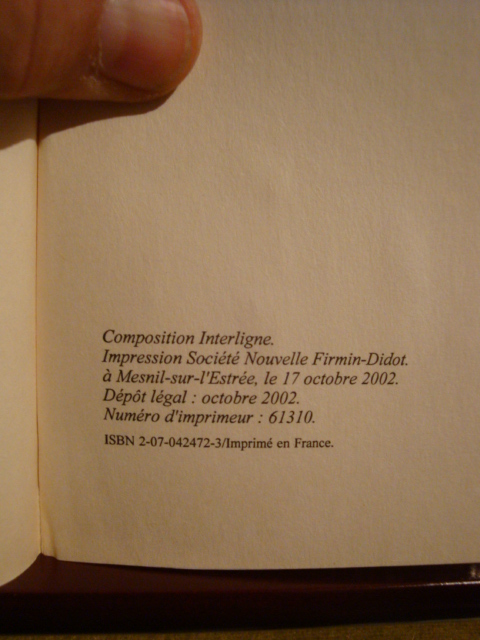 Composition Interligne.
Impression Société Nouvelle Firmin-Didot.
à Mesnil-sur-l'Estrée, le 17 octobre 2002.
Dépôt légal : octobre 2002.
Numéro d'imprimeur : 61310.
ISBN 2-07-042472-3/Imprimé en France.